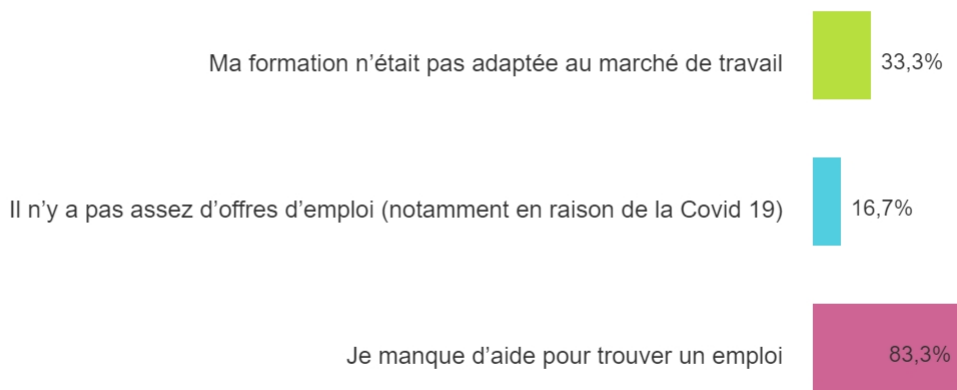 Ma formation n'était pas adaptée au marché de travail 33,3%
Il n'y a pas assez d'offres d'emploi (notamment en raison de la Covid 19) 16,7%
Je manque d'aide pour trouver un emploi 83,3%